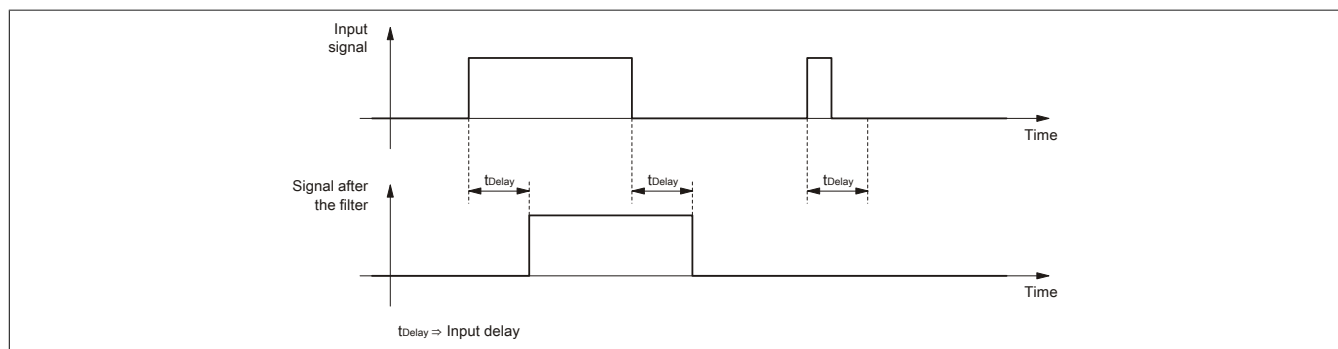 Input
signal
Time
tDelay
tDelay
tDelay
Signal after
the filter
Time
tDelay ⇒ Input delay